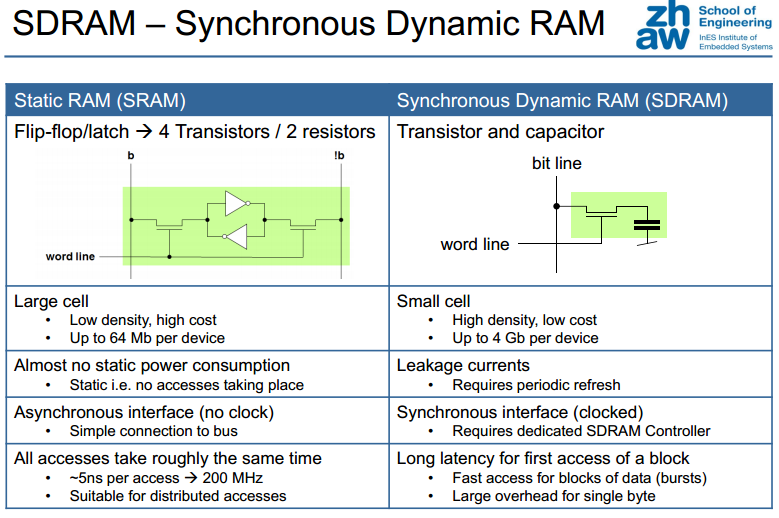 SDRAM – Synchronous Dynamic RAM
zh
aw
School of
Engineering
InES Institute of
Embedded Systems
Static RAM (SRAM)
Synchronous Dynamic RAM (SDRAM)
Flip-flop/latch → 4 Transistors / 2 resistors
b
!b
word line
Transistor and capacitor
bit line
word line
Large cell
• Low density, high cost
• Up to 64 Mb per device
Small cell
• High density, low cost
• Up to 4 Gb per device
Almost no static power consumption
• Static i.e. no accesses taking place
Leakage currents
• Requires periodic refresh
Asynchronous interface (no clock)
• Simple connection to bus
Synchronous interface (clocked)
• Requires dedicated SDRAM Controller
All accesses take roughly the same time
• ~5ns per access → 200 MHz
• Suitable for distributed accesses
Long latency for first access of a block
• Fast access for blocks of data (bursts)
• Large overhead for single byte